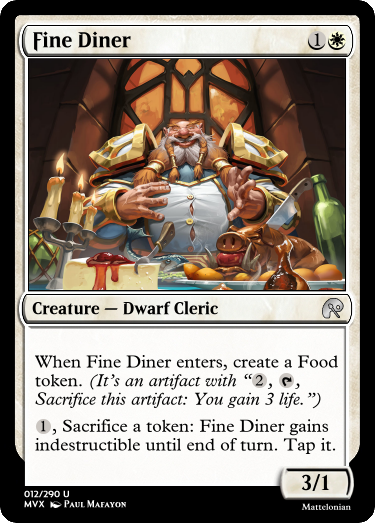 Fine Diner 1
Creature — Dwarf Cleric
When Fine Diner enters, create a Food
token. (It's an artifact with "2, T,
Sacrifice this artifact: You gain 3 life.")
1, Sacrifice a token: Fine Diner gains
indestructible until end of turn. Tap it.
3/1
012/290 U
MVX Paul Mafayon
Mattelonian